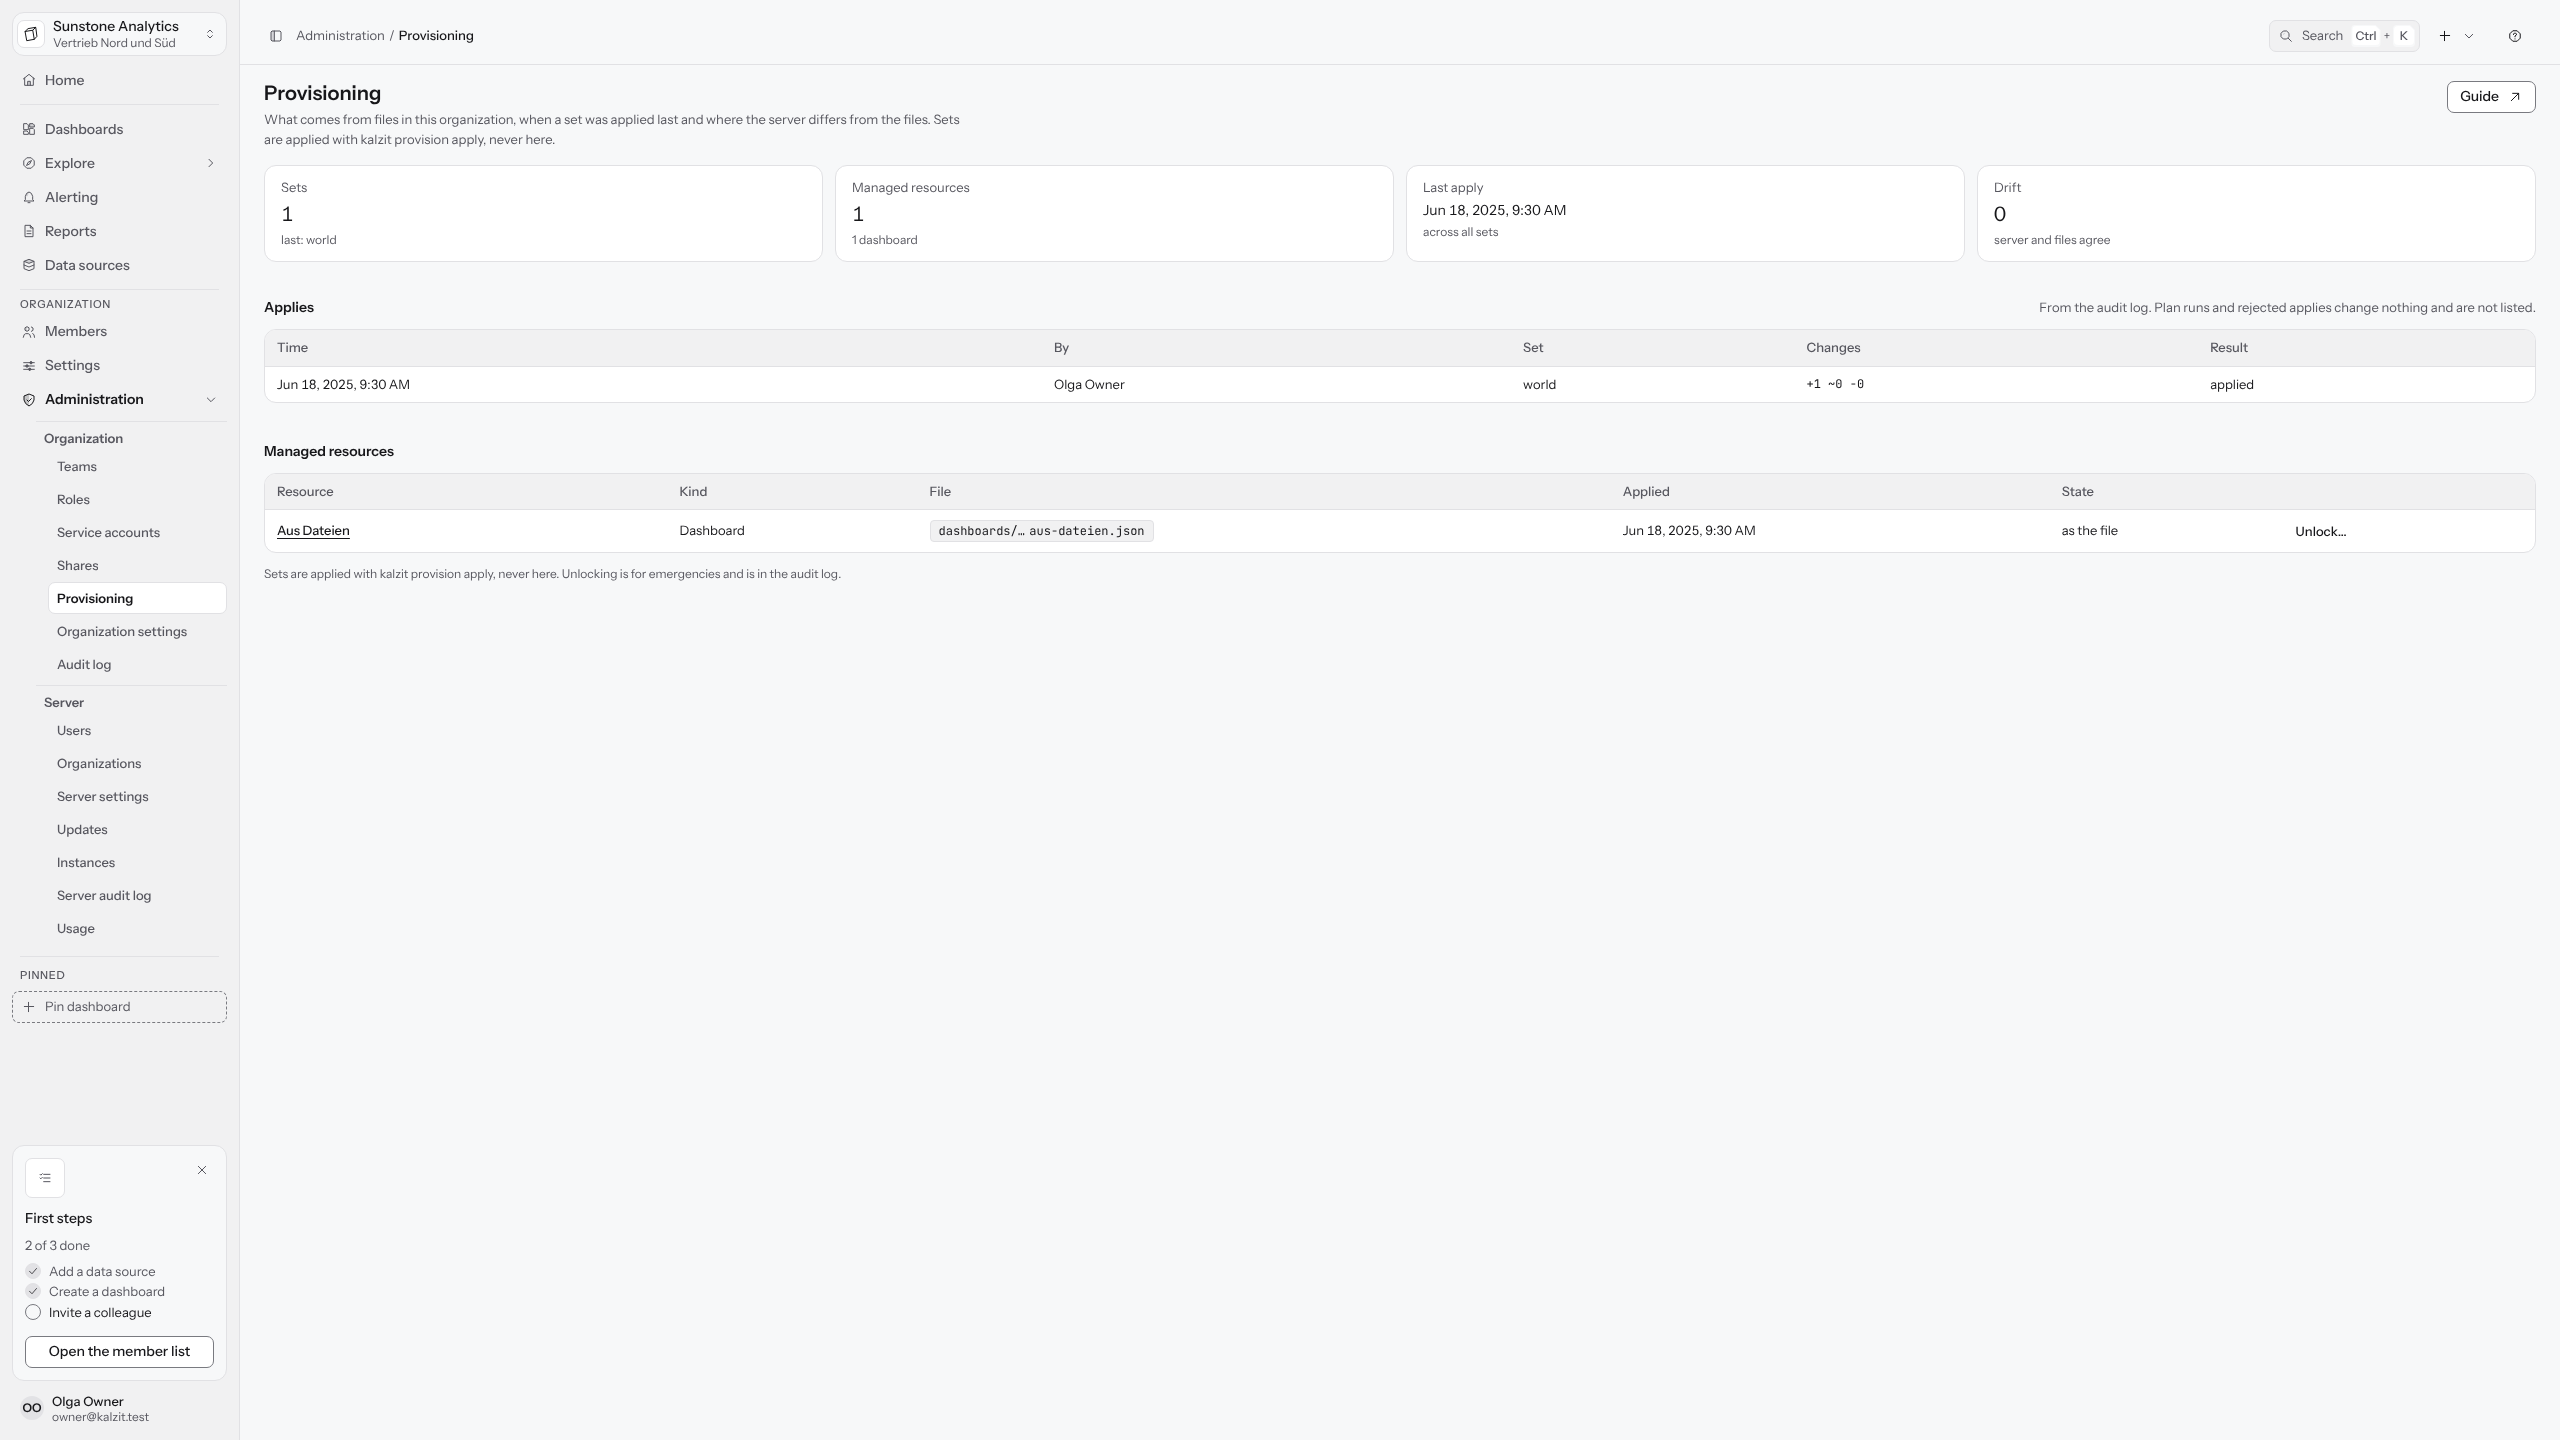 Sunstone Analytics
Vertrieb Nord und Süd
Home
Dashboards
Explore
Alerting
Reports
Data sources
ORGANIZATION
Members
Settings
Administration
Organization
Teams
Roles
Service accounts
Shares
Provisioning
Organization settings
Audit log
Server
Users
Organizations
Server settings
Updates
Instances
Server audit log
Usage
PINNED
Pin dashboard
First steps
2 of 3 done
Add a data source
Create a dashboard
Invite a colleague
Open the member list
OO
Olga Owner
owner@kalzit.test
Administration / Provisioning
Search Ctrl + K
Provisioning
Guide
What comes from files in this organization, when a set was applied last and where the server differs from the files. Sets
are applied with kalzit provision apply, never here.
Sets
1
last: world
Managed resources
1
1 dashboard
Last apply
Jun 18, 2025, 9:30 AM
across all sets
Drift
0
server and files agree
Applies
From the audit log. Plan runs and rejected applies change nothing and are not listed.
Time By Set Changes Result
Jun 18, 2025, 9:30 AM Olga Owner world +1 ~0 -0 applied
Managed resources
Resource Kind File Applied State
Aus Dateien Dashboard dashboards/… aus-dateien.json Jun 18, 2025, 9:30 AM as the file Unlock…
Sets are applied with kalzit provision apply, never here. Unlocking is for emergencies and is in the audit log.